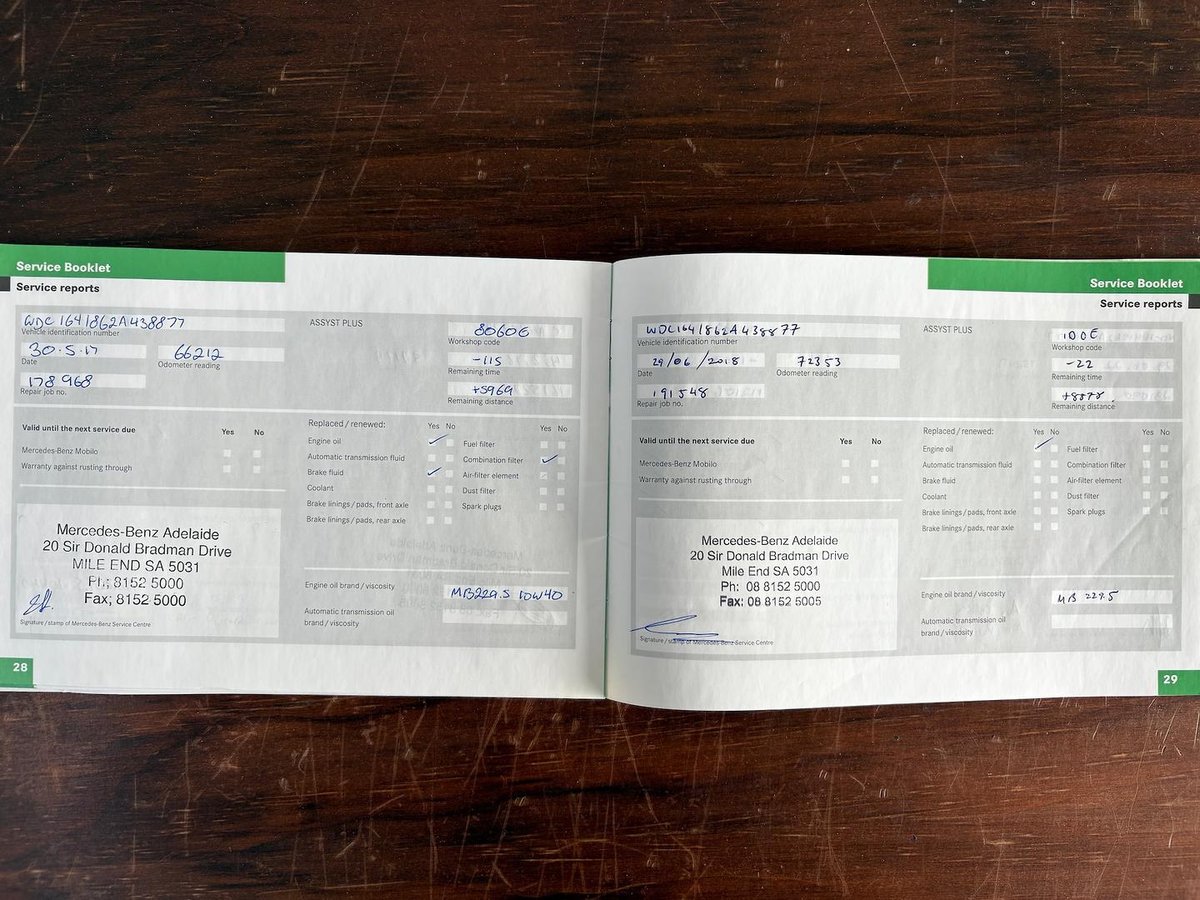 Service Booklet
Service reports
WDC1641862A438877
Vehicle identification number
30.5.17
Date
66212
Odometer reading
178968
Repair job no.
ASSYST PLUS
8060E
Workshop code
-115
Remaining time
+5969
Remaining distance
Valid until the next service due
Yes No
Mercedes-Benz Mobilo
Warranty against rusting through
Replaced / renewed:
Yes No
Yes No
Engine oil
Automatic transmission fluid
Brake fluid
Coolant
Brake linings / pads, front axle
Brake linings / pads, rear axle
Fuel filter
Combination filter
Air-filter element
Dust filter
Spark plugs
Mercedes-Benz Adelaide
20 Sir Donald Bradman Drive
MILE END SA 5031
Ph; 8152 5000
Fax; 8152 5000
Signature / stamp of Mercedes-Benz Service Centre
Engine oil brand / viscosity
MB229.5 10W40
Automatic transmission oil
brand / viscosity
28
Service Booklet
Service reports
WDC1641862A438877
Vehicle identification number
29/06/2018
Date
72353
Odometer reading
191548
Repair job no.
ASSYST PLUS
Workshop code
-22
Remaining time
Remaining distance
Valid until the next service due
Yes No
Mercedes-Benz Mobilo
Warranty against rusting through
Replaced / renewed:
Yes No
Yes No
Engine oil
Automatic transmission fluid
Brake fluid
Coolant
Brake linings / pads, front axle
Brake linings / pads, rear axle
Fuel filter
Combination filter
Air-filter element
Dust filter
Spark plugs
Mercedes-Benz Adelaide
20 Sir Donald Bradman Drive
Mile End SA 5031
Ph: 08 8152 5000
Fax: 08 8152 5005
Signature / stamp of Mercedes-Benz Service Centre
Engine oil brand / viscosity
MB 229.5
Automatic transmission oil
brand / viscosity
29